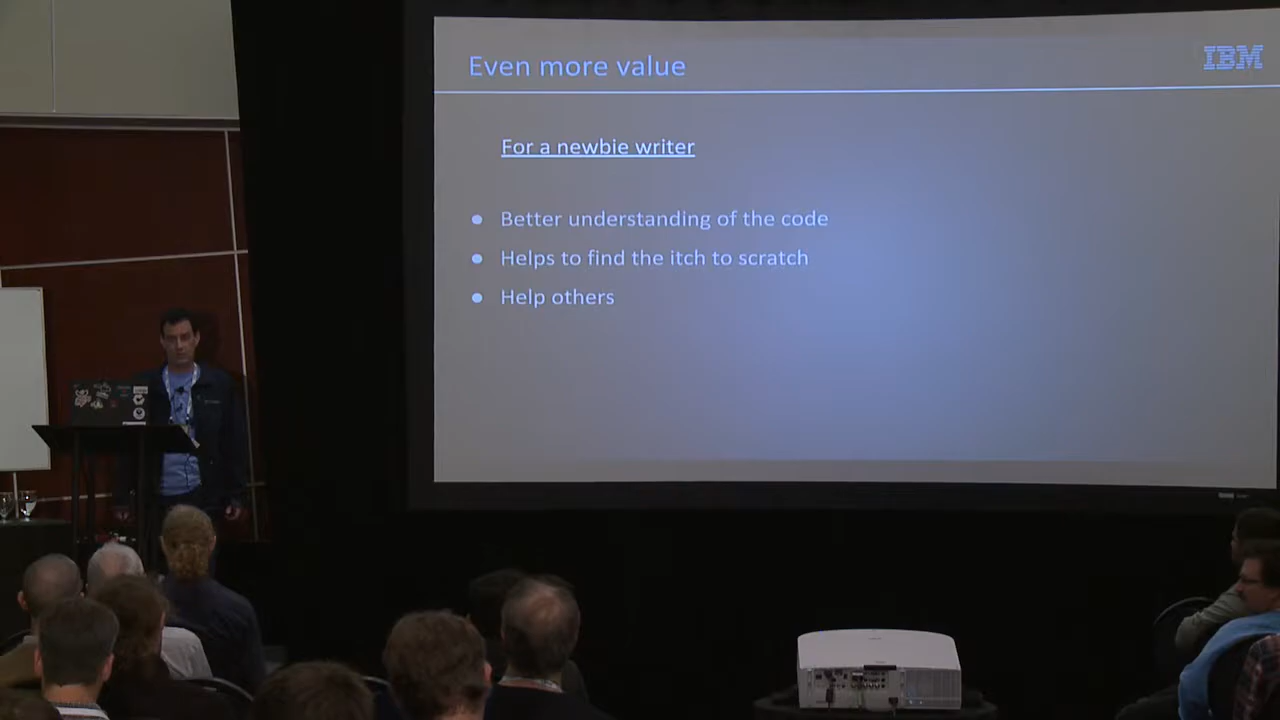 Even more value
IBM
For a newbie writer
Better understanding of the code
Helps to find the itch to scratch
Help others